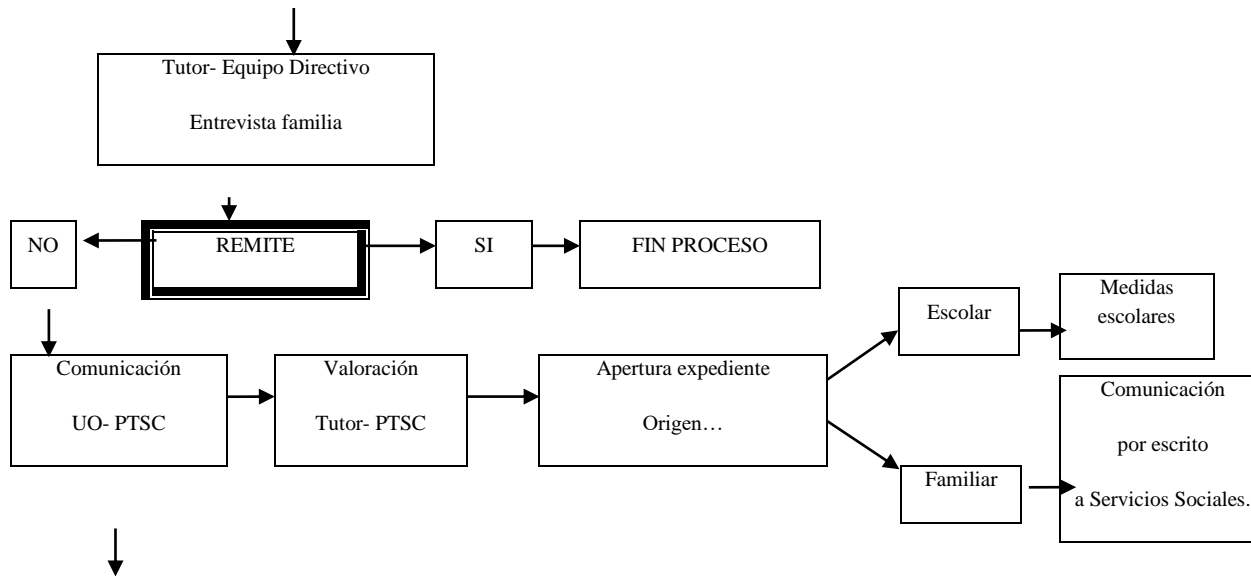 Tutor- Equipo Directivo
Entrevista familia
NO
REMITE
SI
FIN PROCESO
Escolar
Medidas
escolares
Comunicación
UO- PTSC
Valoración
Tutor- PTSC
Apertura expediente
Origen…
Familiar
Comunicación
por escrito
a Servicios Sociales.